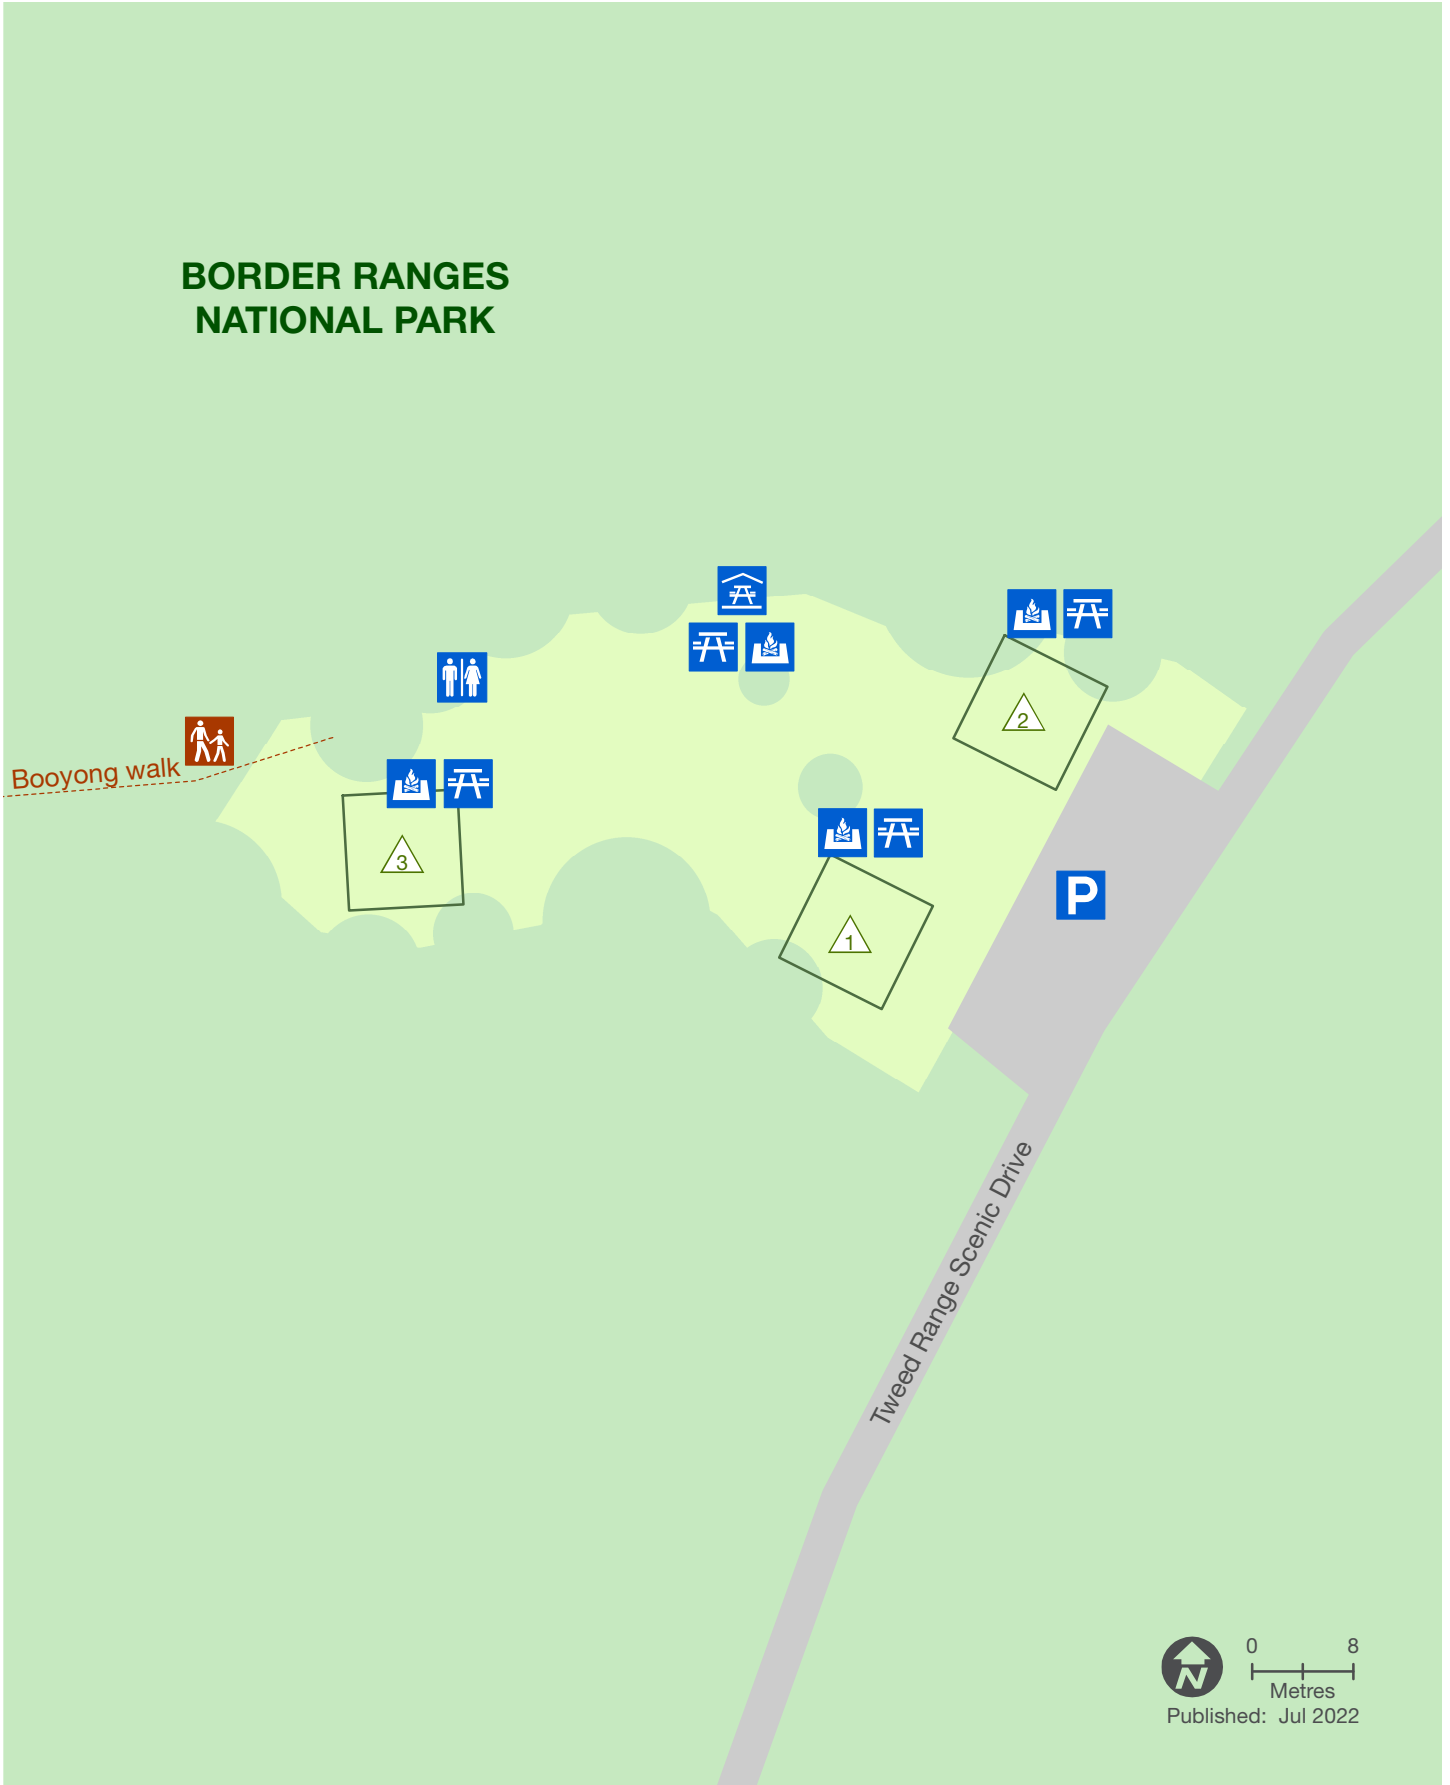 BORDER RANGES
NATIONAL PARK
2
Booyong walk
3
1
P
Tweed Range Scenic Drive
N
0 8
Metres
Published: Jul 2022